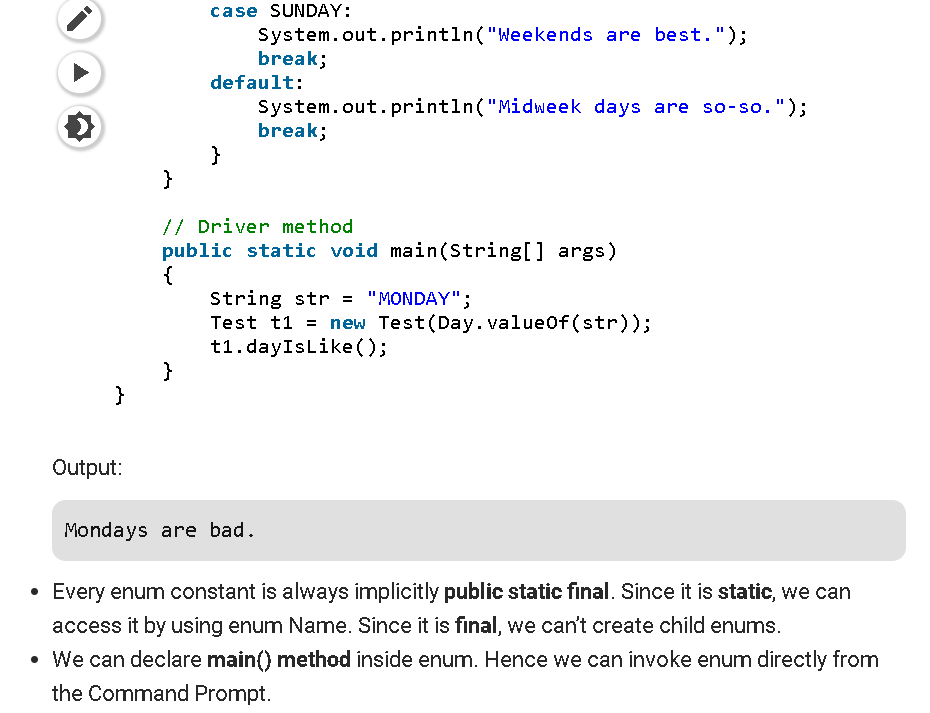 case SUNDAY:
System.out.println("Weekends are best.");
break;
default:
System.out.println("Midweek days are so-so.");
break;
}
}
// Driver method
public static void main(String[] args)
{
String str = "MONDAY";
Test t1 = new Test(Day.valueOf(str));
t1.dayIsLike();
}
}
Output:
Mondays are bad.
• Every enum constant is always implicitly public static final. Since it is static, we can
access it by using enum Name. Since it is final, we can’t create child enums.
• We can declare main() method inside enum. Hence we can invoke enum directly from
the Command Prompt.